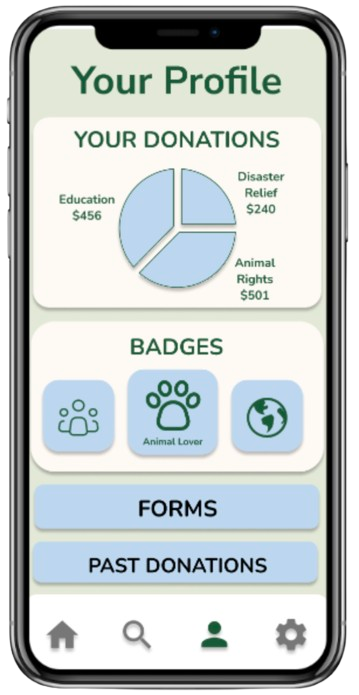 Your Profile
YOUR DONATIONS
Education
$456
Disaster
Relief
$240
Animal
Rights
$501
BADGES
Animal Lover
FORMS
PAST DONATIONS